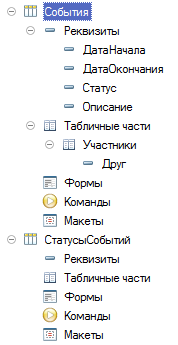 События
Реквизиты
ДатаНачала
ДатаОкончания
Статус
Описание
Табличные части
Участники
Друг
Формы
Команды
Макеты
СтатусыСобытий
Реквизиты
Табличные части
Формы
Команды
Макеты